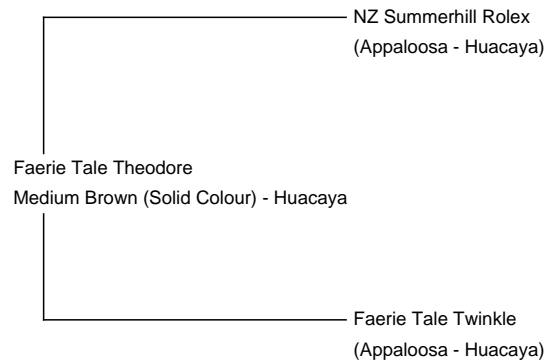 NZ Summerhill Rolex
(Appaloosa - Huacaya)
Faerie Tale Theodore
Medium Brown (Solid Colour) - Huacaya
Faerie Tale Twinkle
(Appaloosa - Huacaya)